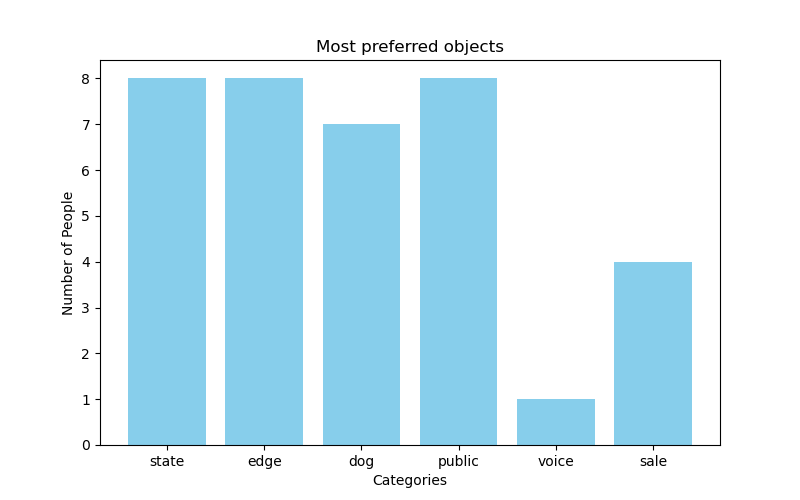 Most preferred objects
Number of People
8
7
6
5
4
3
2
1
0
state edge dog public voice sale
Categories